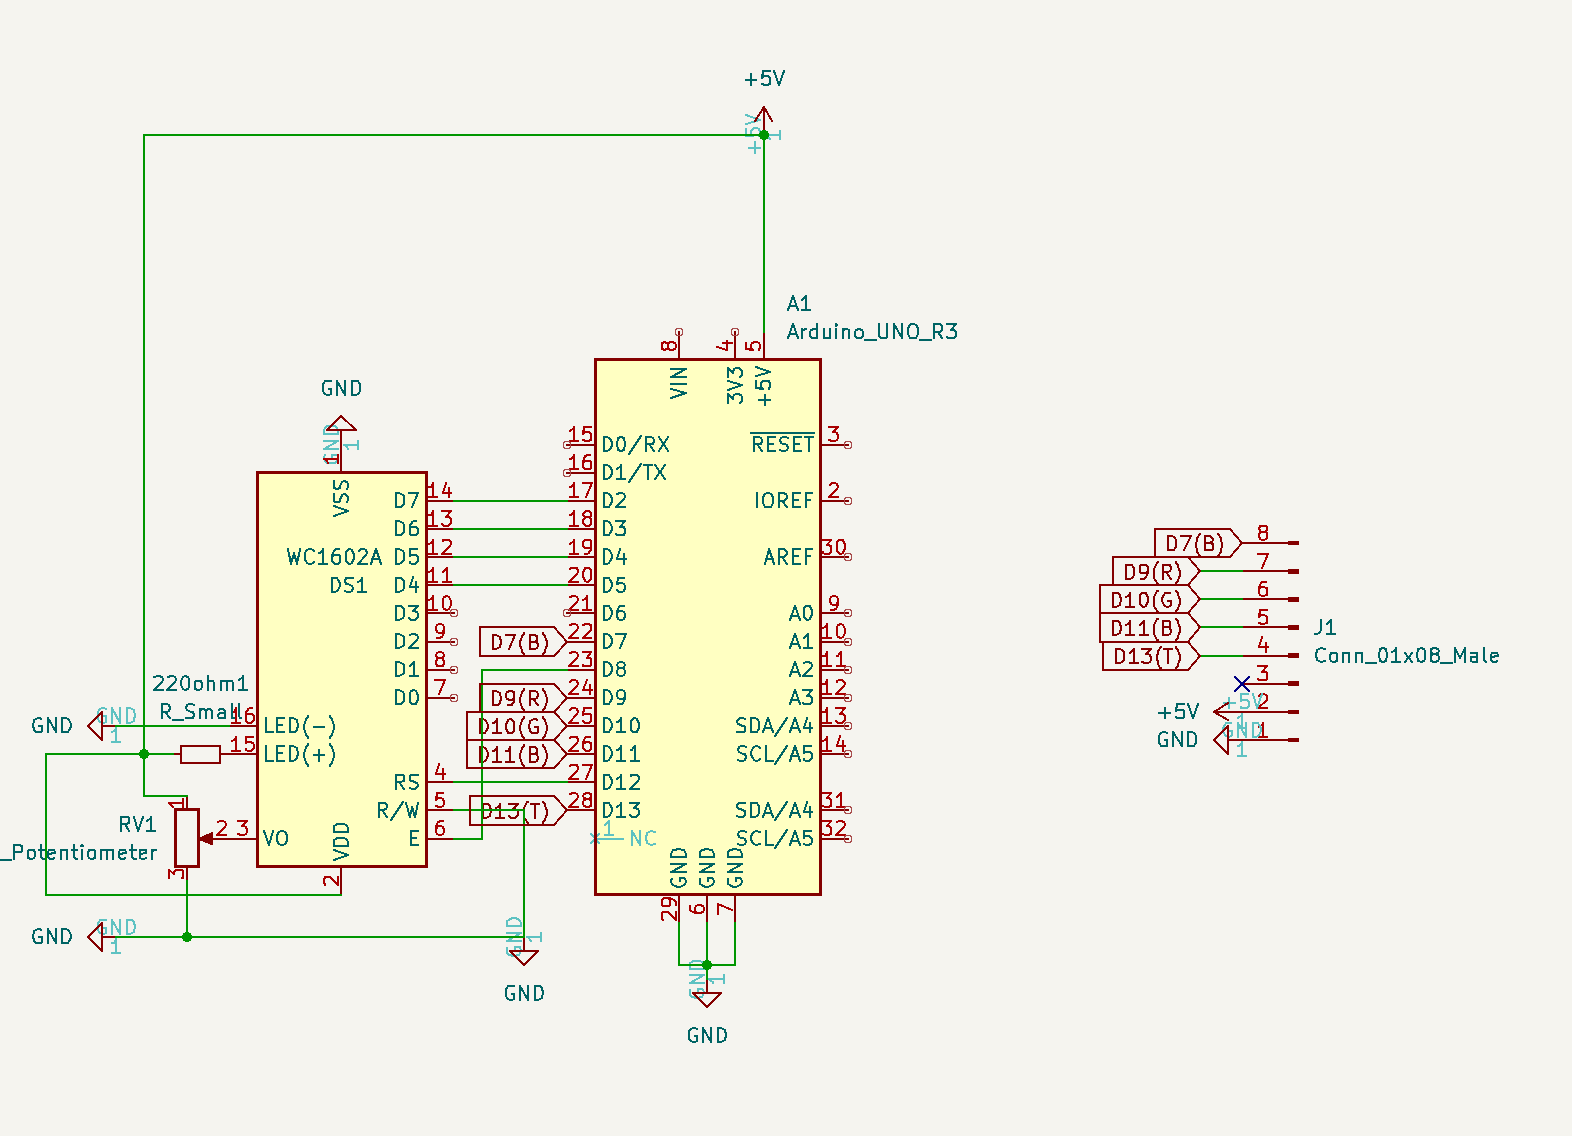 +5V
+5V
1
A1
Arduino_UNO_R3
8
4
5
VIN
3V3
+5V
GND
GND
1
1
VSS
15
D0/RX
RESET
3
16
D1/TX
D7
14
17
D2
IOREF
2
D6
13
18
D3
WC1602A
D5
12
19
D4
AREF
30
DS1
D4
11
20
D5
D3
10
21
D6
A0
9
D2
9
D7(B)
22
D7
A1
10
D1
8
23
D8
A2
11
D0
7
D9(R)
24
D9
A3
12
220ohm1
R_Small
GND
GND
1
16
LED(-)
D10(G)
25
D10
SDA/A4
13
15
LED(+)
D11(B)
26
D11
SCL/A5
14
RS
4
27
D12
1
R/W
5
D13(T)
28
D13
SDA/A4
31
RV1
2
3
VO
VDD
E
6
1
NC
SCL/A5
32
_Potentiometer
3
2
GND
GND
GND
29
6
7
GND
GND
1
GND
1
GND
GND
1
GND
D7(B)
8
D9(R)
7
D10(G)
6
D11(B)
5
J1
D13(T)
4
Conn_01x08_Male
3
+5V
+5V
1
2
GND
GND
1
1